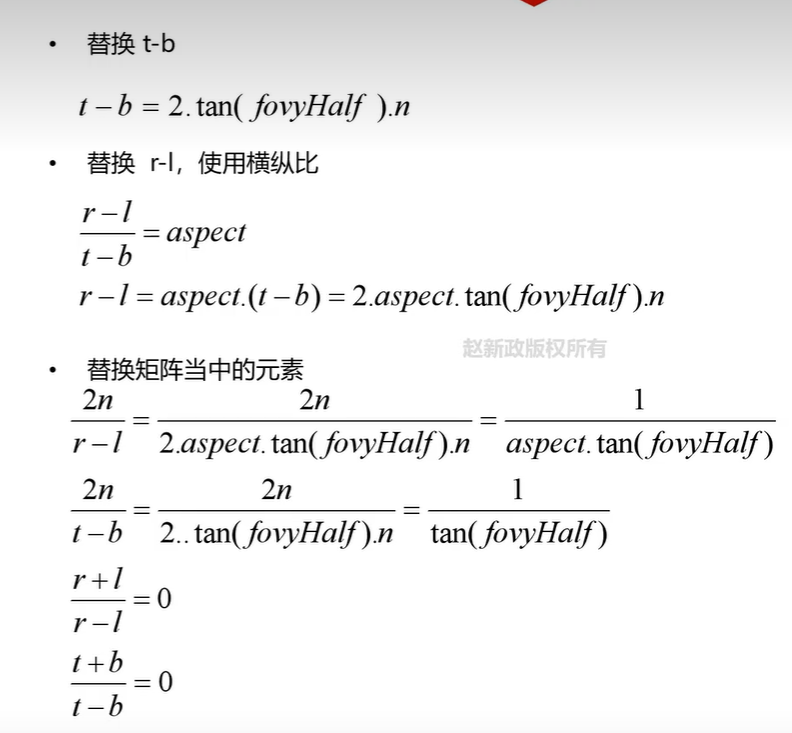 • 替换 t-b
t − b = 2.tan( fovyHalf ).n
• 替换 r-l，使用横纵比
\frac{r − l}{t − b} = aspect
r − l = aspect.(t − b) = 2.aspect.tan( fovyHalf ).n
赵新政版权所有
• 替换矩阵当中的元素
\frac{2n}{r − l} = \frac{2n}{2.aspect.tan( fovyHalf ).n} = \frac{1}{aspect.tan( fovyHalf )}
\frac{2n}{t − b} = \frac{2n}{2..tan( fovyHalf ).n} = \frac{1}{tan( fovyHalf )}
\frac{r + l}{r − l} = 0
\frac{t + b}{t − b} = 0